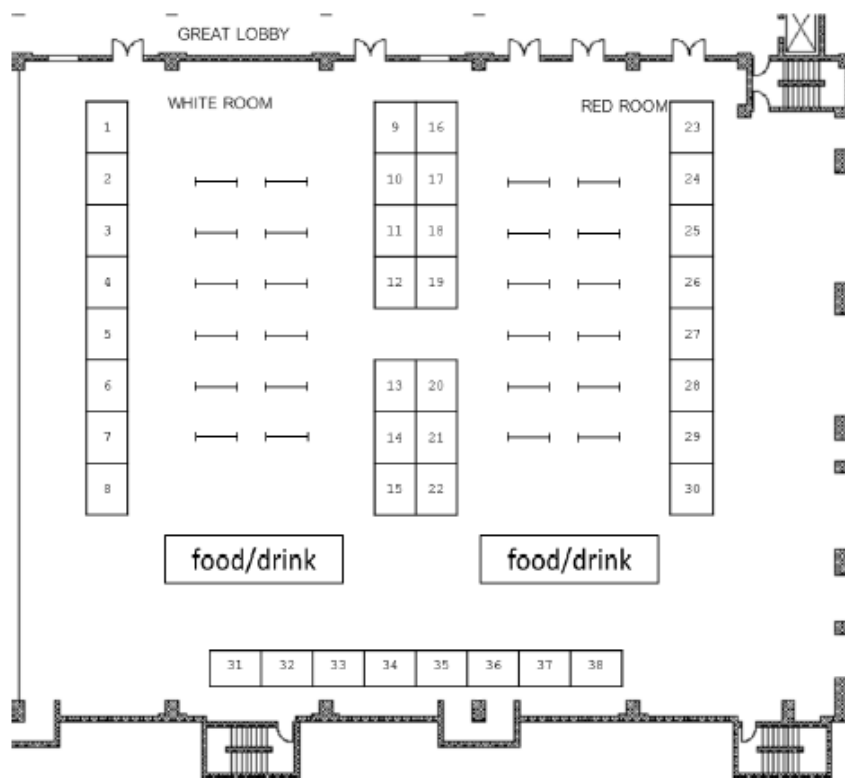 GREAT LOBBY
WHITE ROOM
RED ROOM
1 9 16 23
2 10 17 24
3 11 18 25
4 12 19 26
5 27
6 13 20 28
7 14 21 29
8 15 22 30
food/drink food/drink
31 32 33 34 35 36 37 38